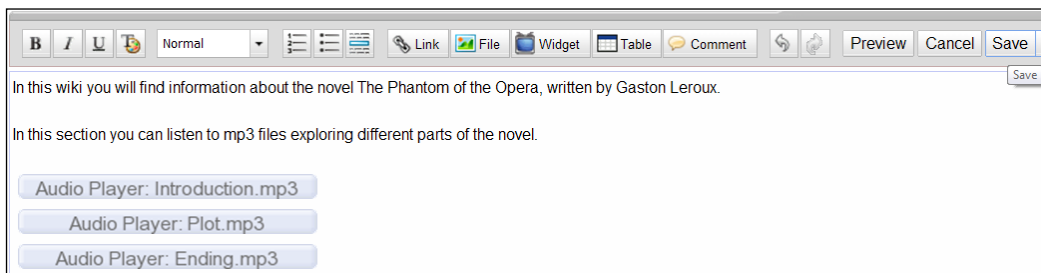 B I U T Normal Link File Widget Table Comment Preview Cancel Save
Save
In this wiki you will find information about the novel The Phantom of the Opera, written by Gaston Leroux.
In this section you can listen to mp3 files exploring different parts of the novel.
Audio Player: Introduction.mp3
Audio Player: Plot.mp3
Audio Player: Ending.mp3